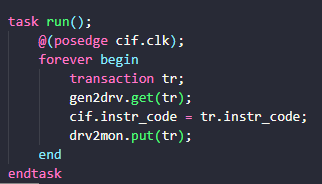 task run();
    @(posedge cif.clk);
    forever begin
        transaction tr;
        gen2drv.get(tr);
        cif.instr_code = tr.instr_code;
        drv2mon.put(tr);
    end
endtask